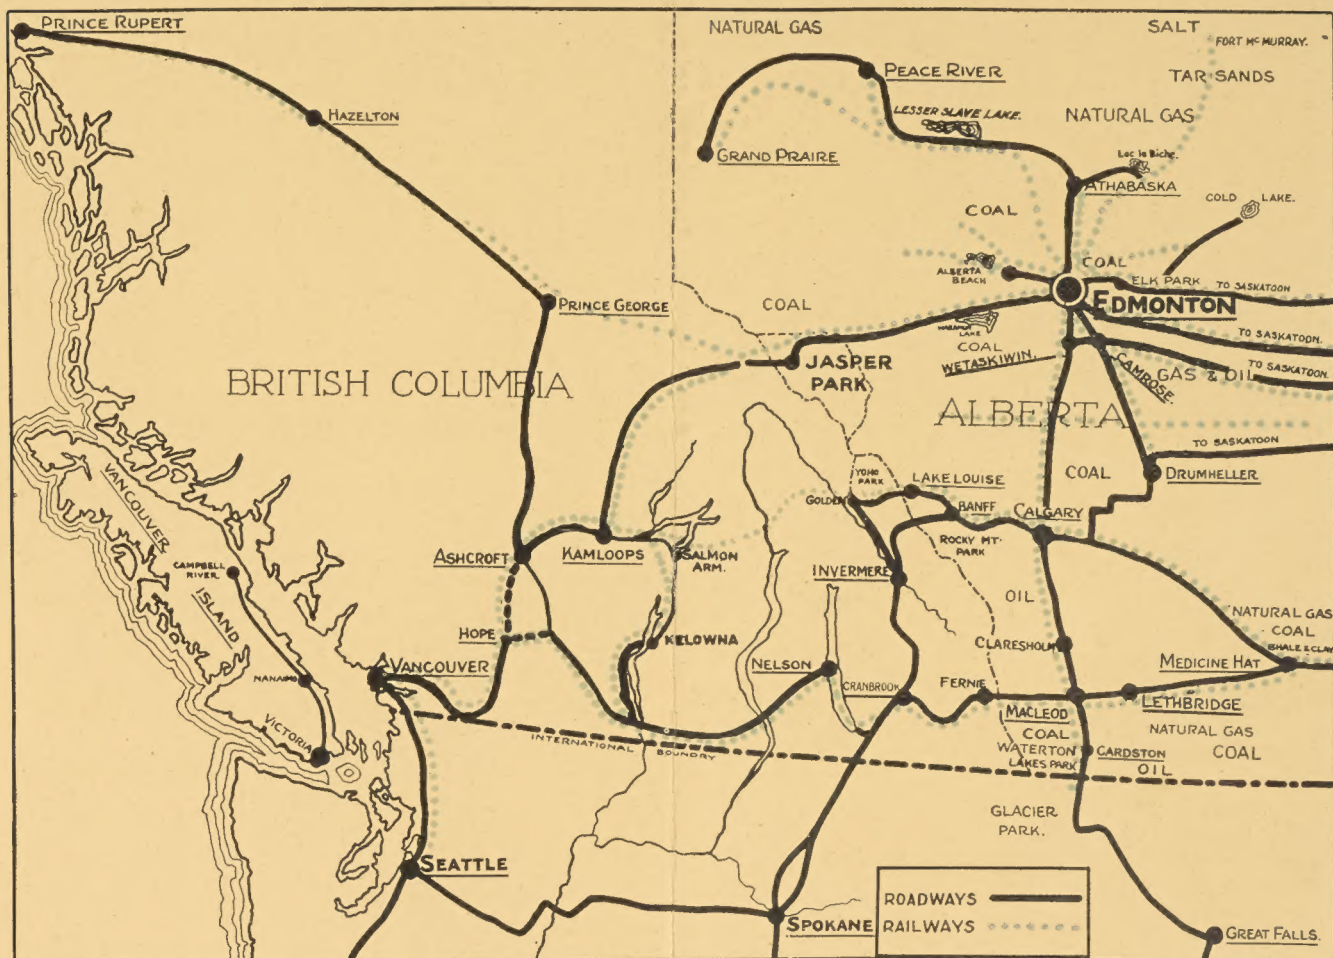 PRINCE RUPERT
NATURAL GAS
SALT
FORT McMURRAY.
PEACE RIVER
TAR SANDS
LESSER SLAVE LAKE.
HAZELTON
NATURAL GAS
GRAND PRAIRE
Lac la Biche.
ATHABASKA
COLD LAKE.
COAL
ALBERTA
BEACH
COAL
ELK PARK
TO SASKATOON
PRINCE GEORGE
COAL
EDMONTON
WABAMUN
LAKE
TO SASKATOON.
COAL
WETASKIWIN.
JASPER
PARK
CAMROSE.
GAS & OIL
TO SASKATOON.
BRITISH COLUMBIA
ALBERTA
TO SASKATOON
VANCOUVER
ISLAND
YOHO
PARK
LAKE LOUISE
COAL
DRUMHELLER
GOLDEN
BANFF
CALGARY
ASHCROFT
KAMLOOPS
SALMON
ARM.
ROCKY MT.
PARK
CAMPBELL
RIVER.
INVERMERE
OIL
NATURAL GAS
COAL
SHALE & CLAY
HOPE
KELOWNA
CLARESHOLM
VANCOUVER
NELSON
MEDICINE HAT
NANAIMO
CRANBROOK
FERNIE
MACLEOD
LETHBRIDGE
VICTORIA
INTERNATIONAL BOUNDRY
COAL
NATURAL GAS
WATERTON
LAKES PARK
CARDSTON
COAL
OIL
GLACIER
PARK.
SEATTLE
ROADWAYS
SPOKANE
RAILWAYS
GREAT FALLS.